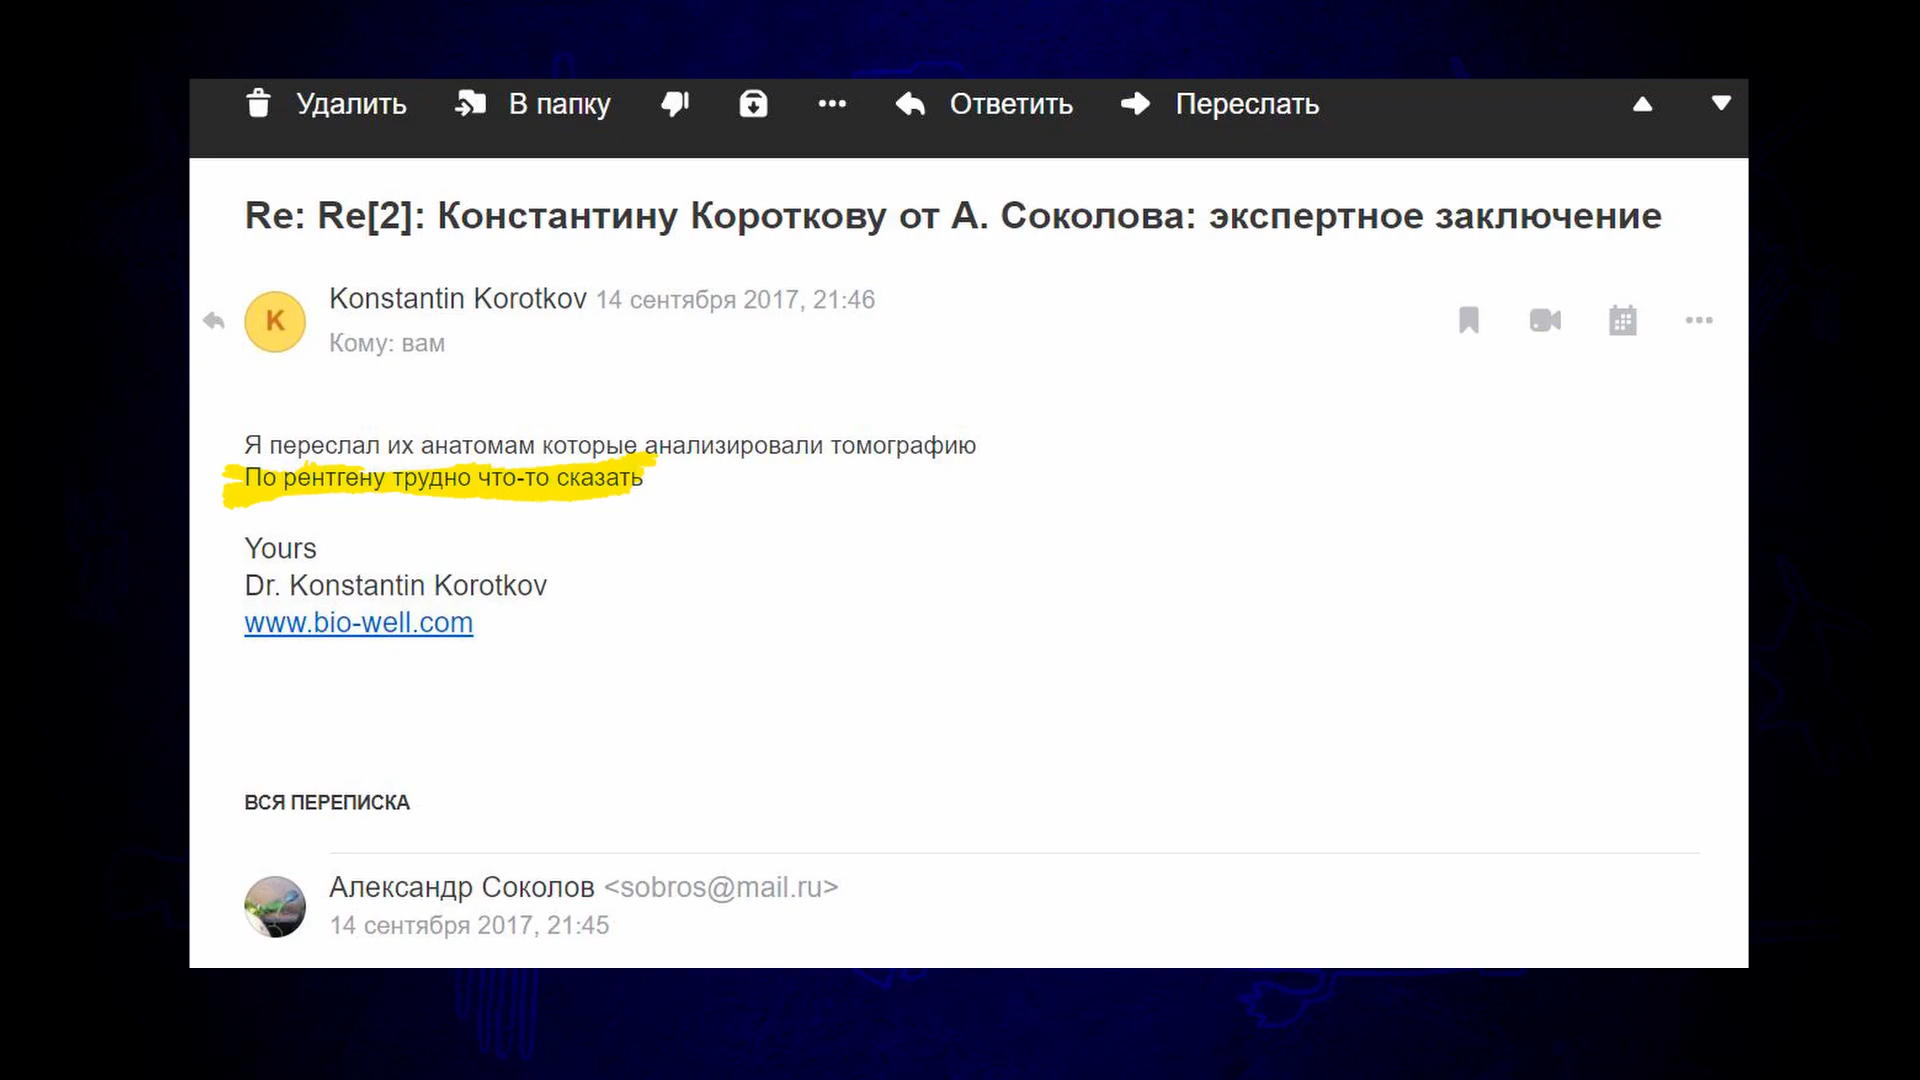 Удалить В папку Ответить Переслать
Re: Re[2]: Константину Короткову от А. Соколова: экспертное заключение
K
Konstantin Korotkov 14 сентября 2017, 21:46
Кому: вам
Я переслал их анатомам которые анализировали томографию
По рентгену трудно что-то сказать
Yours
Dr. Konstantin Korotkov
www.bio-well.com
ВСЯ ПЕРЕПИСКА
Александр Соколов <sobros@mail.ru>
14 сентября 2017, 21:45